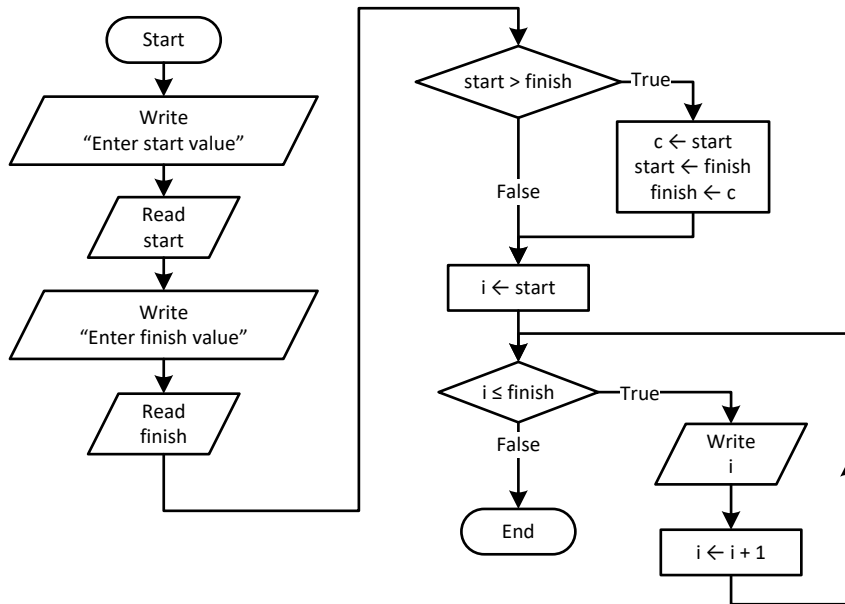 Start
Write
“Enter start value”
Read
start
Write
“Enter finish value”
Read
finish
start > finish
True
c ← start
start ← finish
finish ← c
False
i ← start
i ≤ finish
True
Write
i
i ← i + 1
False
End